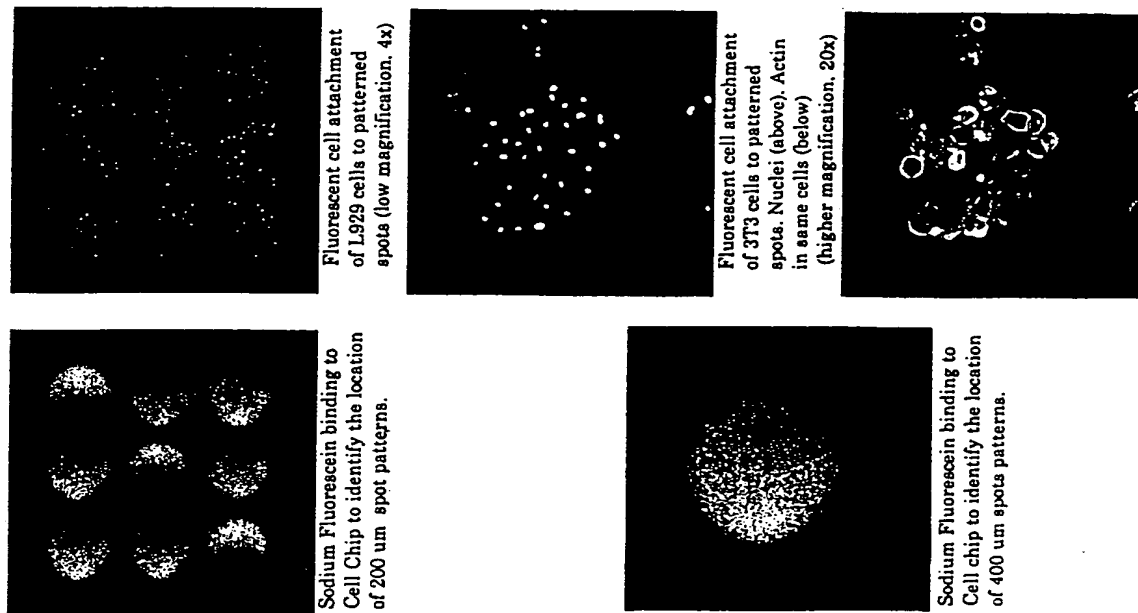 Fluorescent cell attachment
of L929 cells to patterned
spots (low magnification, 4x)
Fluorescent cell attachment
of 3T3 cells to patterned
spots. Nuclei (above). Actin
in same cells (below)
(higher magnification, 20x)
Sodium Fluorescein binding to
Cell Chip to identify the location
of 200 um spot patterns.
Sodium Fluorescein binding to
Cell chip to identify the location
of 400 um spots patterns.